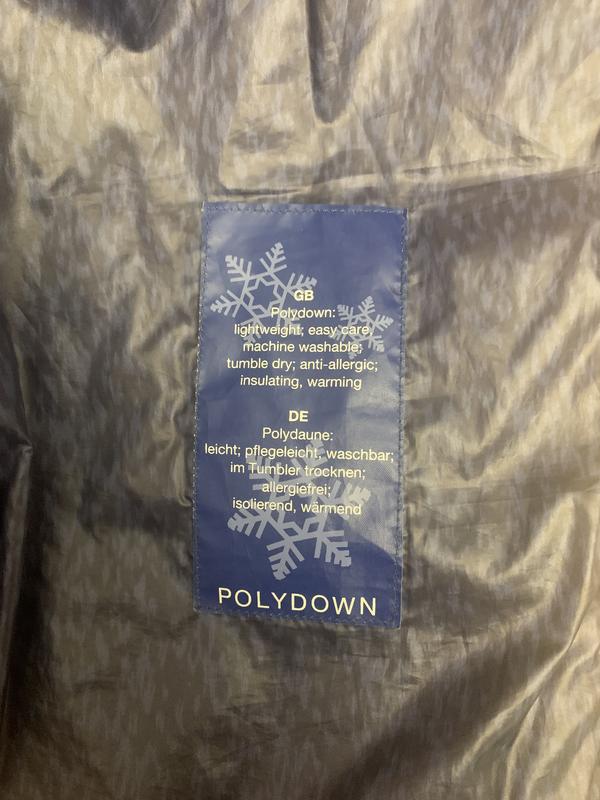 GB
Polydown:
lightweight; easy care,
machine washable;
tumble dry; anti-allergic;
insulating, warming
DE
Polydaune:
leicht; pflegeleicht, waschbar;
im Tumbler trocknen;
allergiefrei;
isolierend, wärmend
POLYDOWN